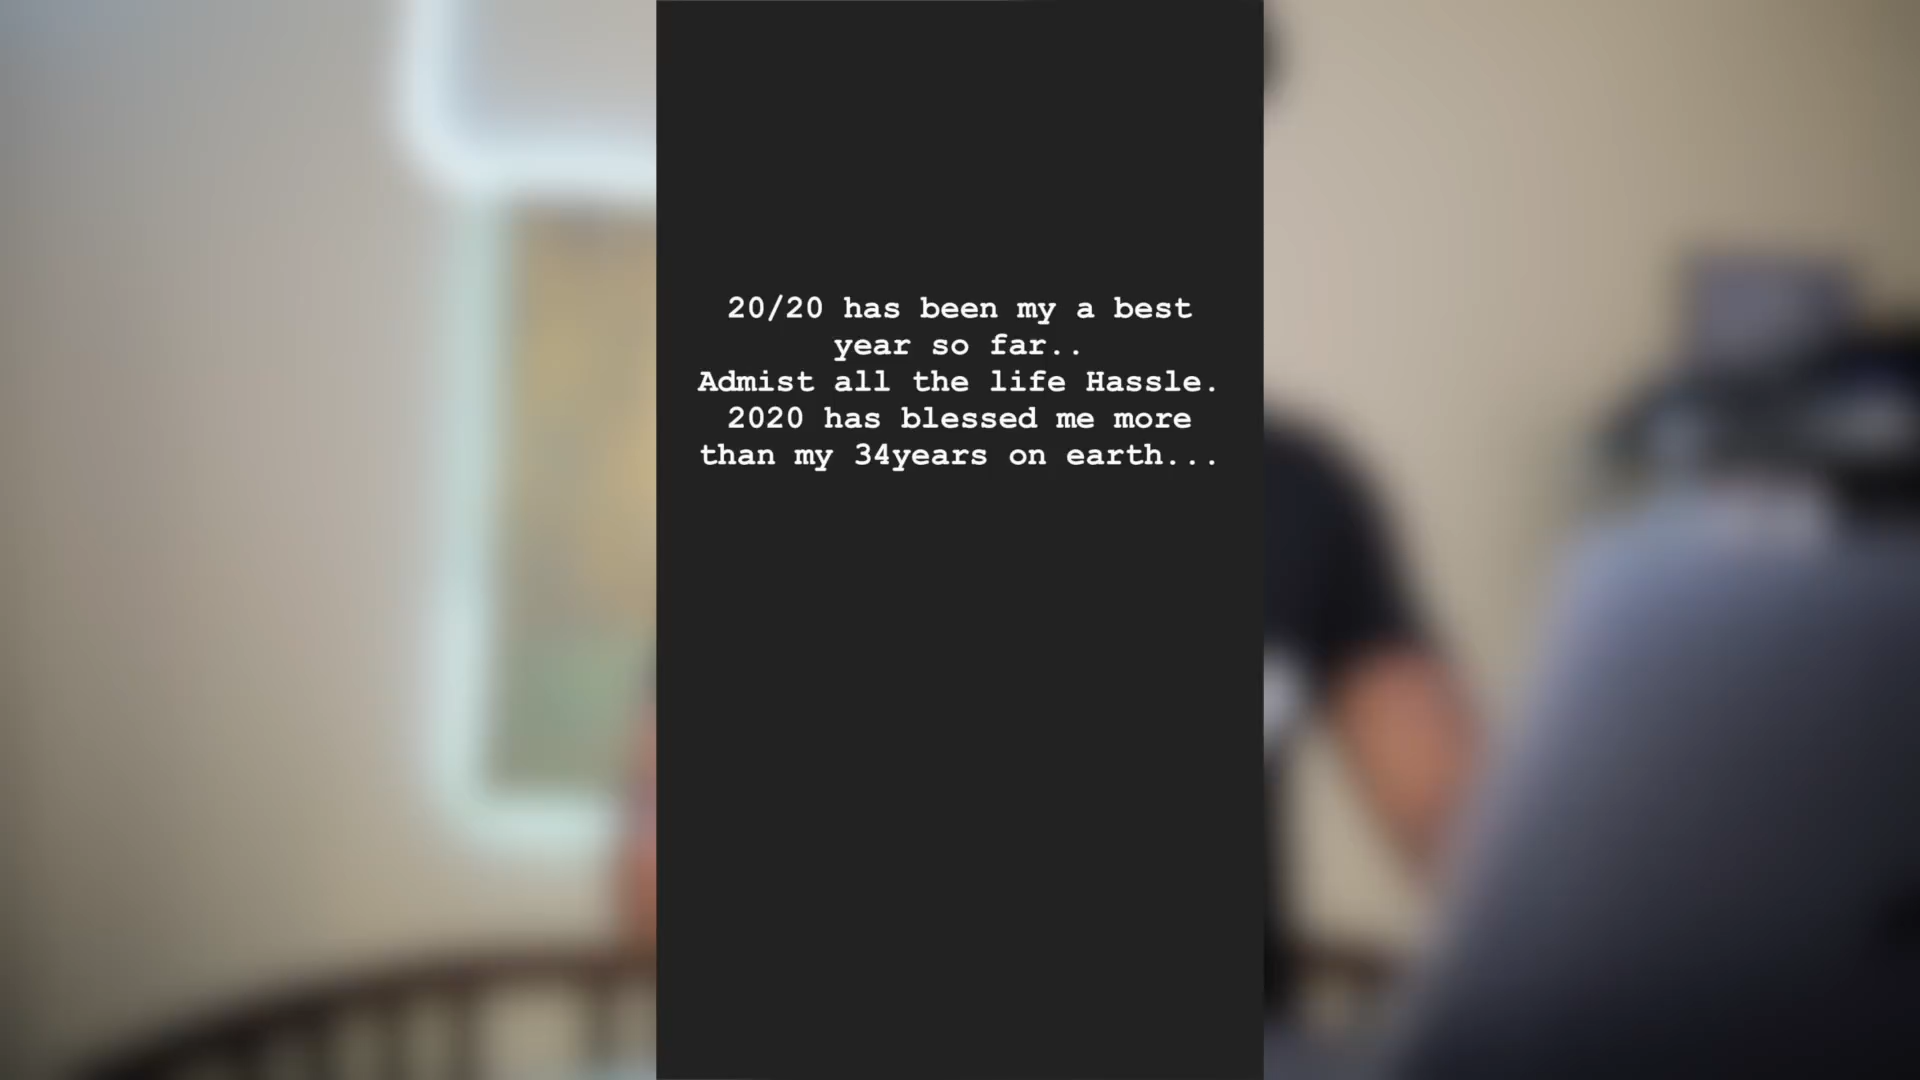 20/20 has been my a best
year so far..
Admist all the life Hassle.
2020 has blessed me more
than my 34years on earth...